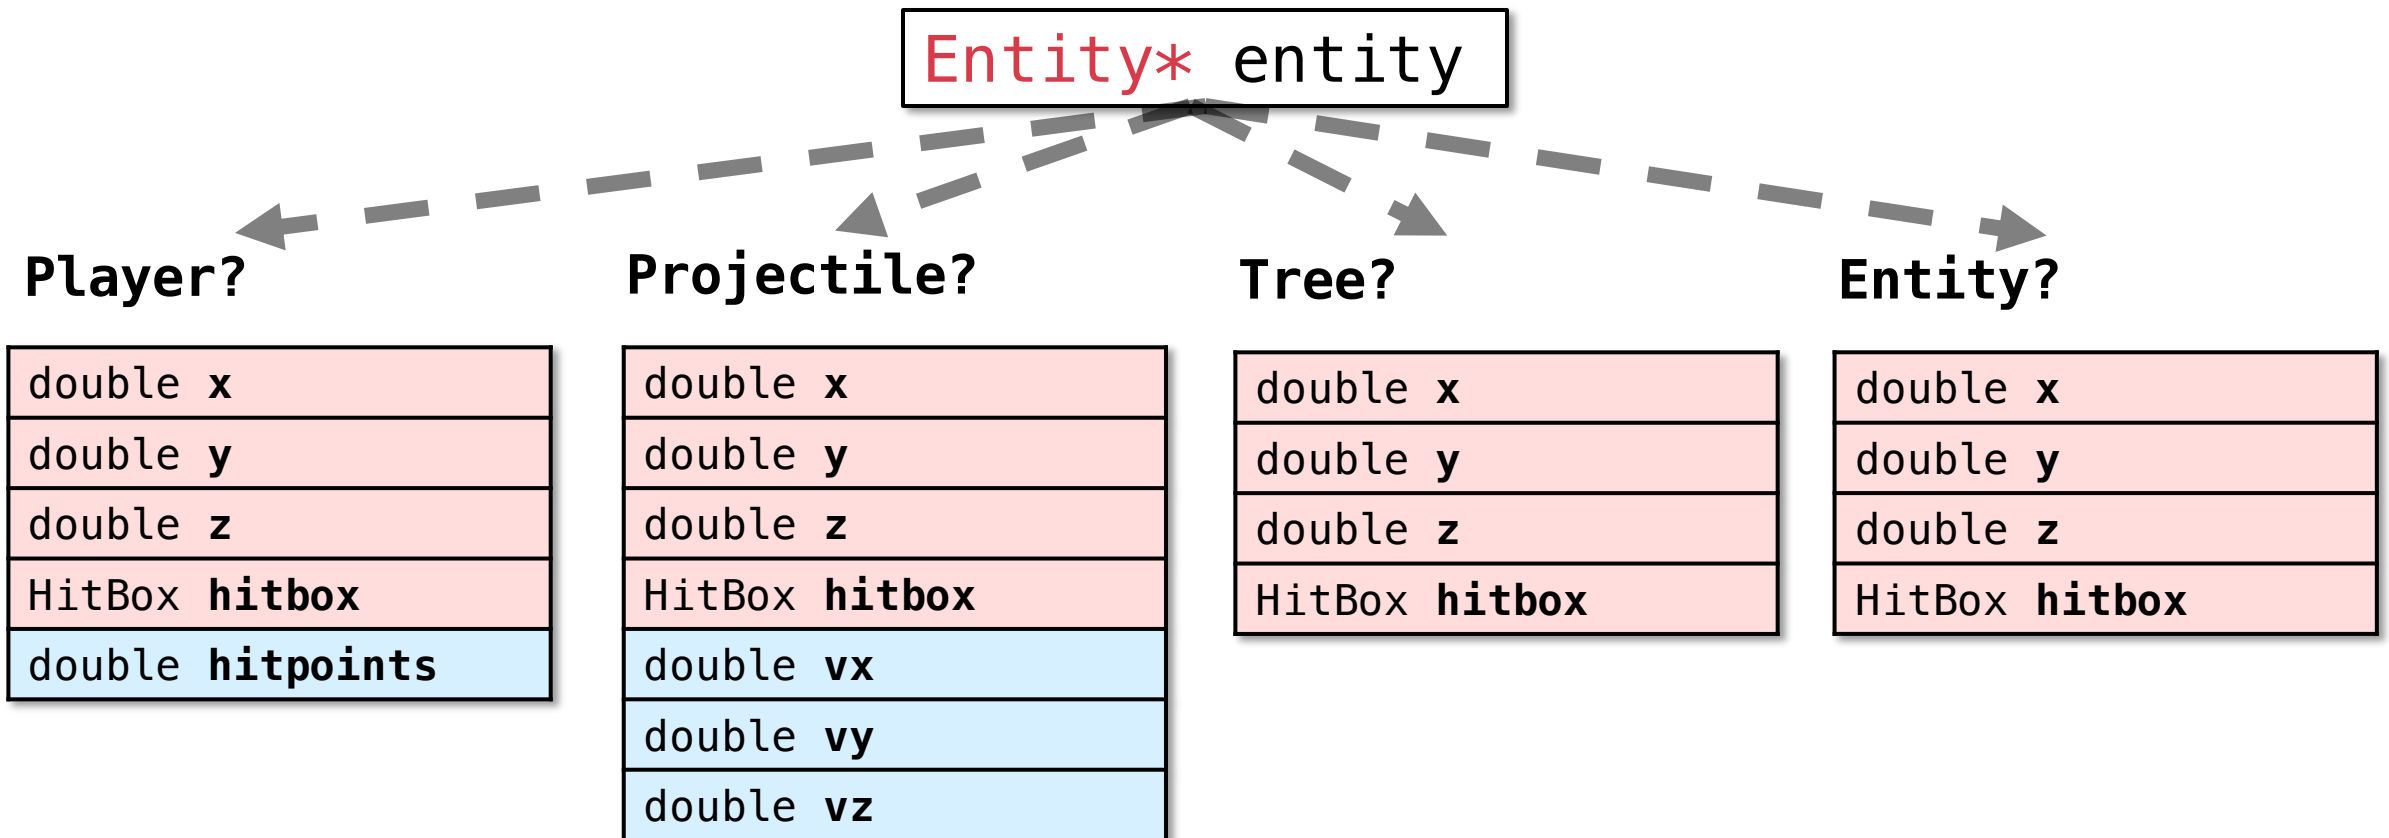 Entity* entity
Player?
double x
double y
double z
HitBox hitbox
double hitpoints
Projectile?
double x
double y
double z
HitBox hitbox
double vx
double vy
double vz
Tree?
double x
double y
double z
HitBox hitbox
Entity?
double x
double y
double z
HitBox hitbox